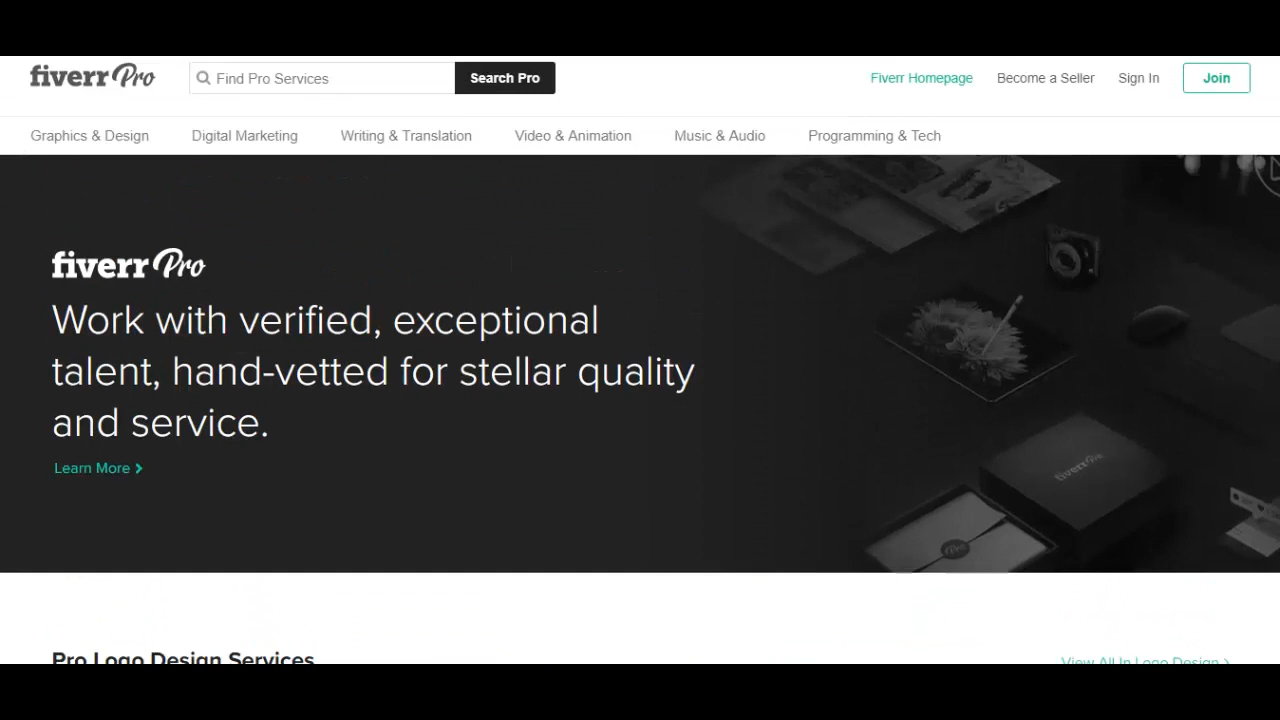 fiverr Pro
Find Pro Services
Search Pro
Fiverr Homepage
Become a Seller
Sign In
Join
Graphics & Design
Digital Marketing
Writing & Translation
Video & Animation
Music & Audio
Programming & Tech
fiverr Pro
Work with verified, exceptional
talent, hand-vetted for stellar quality
and service.
Learn More >
fiverr Pro
Pro
Pro Logo Design Services
View All In Logo Design >